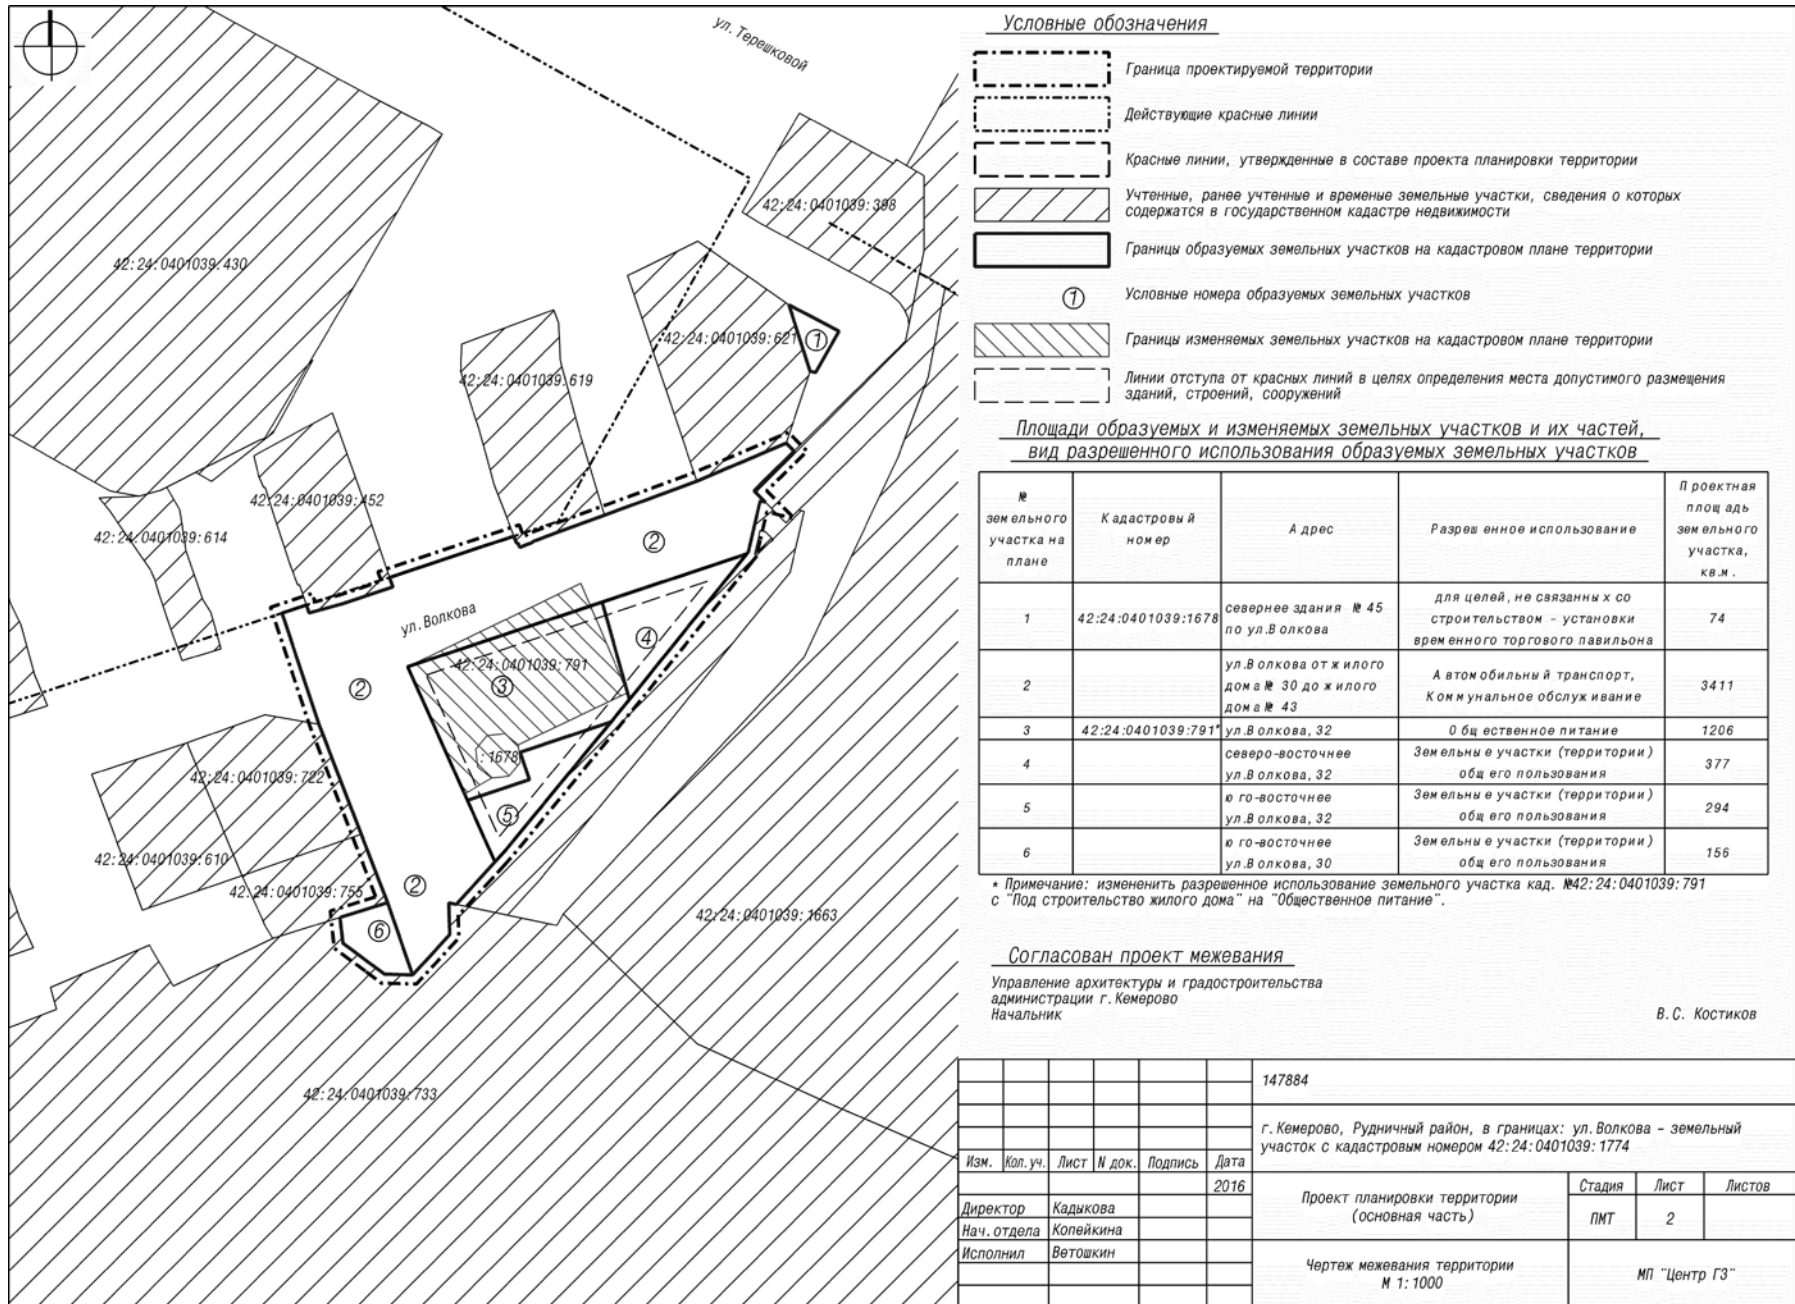 ул. Терешковой
42:24:0401039:398
42:24:0401039:430
42:24:0401039:621
1
42:24:0401039:619
42:24:0401039:452
42:24:0401039:614
2
ул. Волкова
4
42:24:0401039:791
3
2
:1678
42:24:0401039:722
5
42:24:0401039:610
42:24:0401039:755
2
6
42:24:0401039:1663
42:24:0401039:733
Условные обозначения
Граница проектируемой территории
Действующие красные линии
Красные линии, утвержденные в составе проекта планировки территории
Учтенные, ранее учтенные и временые земельные участки, сведения о которых
содержатся в государственном кадастре недвижимости
Границы образуемых земельных участков на кадастровом плане территории
1 Условные номера образуемых земельных участков
Границы изменяемых земельных участков на кадастровом плане территории
Линии отступа от красных линий в целях определения места допустимого размещения
зданий, строений, сооружений
Площади образуемых и изменяемых земельных участков и их частей,
вид разрешенного использования образуемых земельных участков
№
земельного
участка на
плане
Кадастровый
номер
Адрес
Разрешенное использование
Проектная
площадь
земельного
участка,
кв.м.
1
42:24:0401039:1678
севернее здания № 45
по ул.Волкова
для целей, не связанных со
строительством - установки
временного торгового павильона
74
2
ул.Волкова от жилого
дома № 30 до жилого
дома № 43
Автомобильный транспорт,
Коммунальное обслуживание
3411
3
42:24:0401039:791*
ул.Волкова, 32
Общественное питание
1206
4
северо-восточнее
ул.Волкова, 32
Земельные участки (территории)
общего пользования
377
5
юго-восточнее
ул.Волкова, 32
Земельные участки (территории)
общего пользования
294
6
юго-восточнее
ул.Волкова, 30
Земельные участки (территории)
общего пользования
156
* Примечание: измененить разрешенное использование земельного участка кад. №42:24:0401039:791
с "Под строительство жилого дома" на "Общественное питание".
Согласован проект межевания
Управление архитектуры и градостроительства
администрации г. Кемерово
Начальник
В.С. Костиков
147884
г. Кемерово, Рудничный район, в границах: ул. Волкова - земельный
участок с кадастровым номером 42:24:0401039:1774
Изм. Кол.уч. Лист N док. Подпись Дата
2016
Директор Кадыкова
Нач. отдела Копейкина
Исполнил Ветошкин
Проект планировки территории
(основная часть)
Стадия Лист Листов
ПМТ 2
Чертеж межевания территории
М 1:1000
МП "Центр ГЗ"